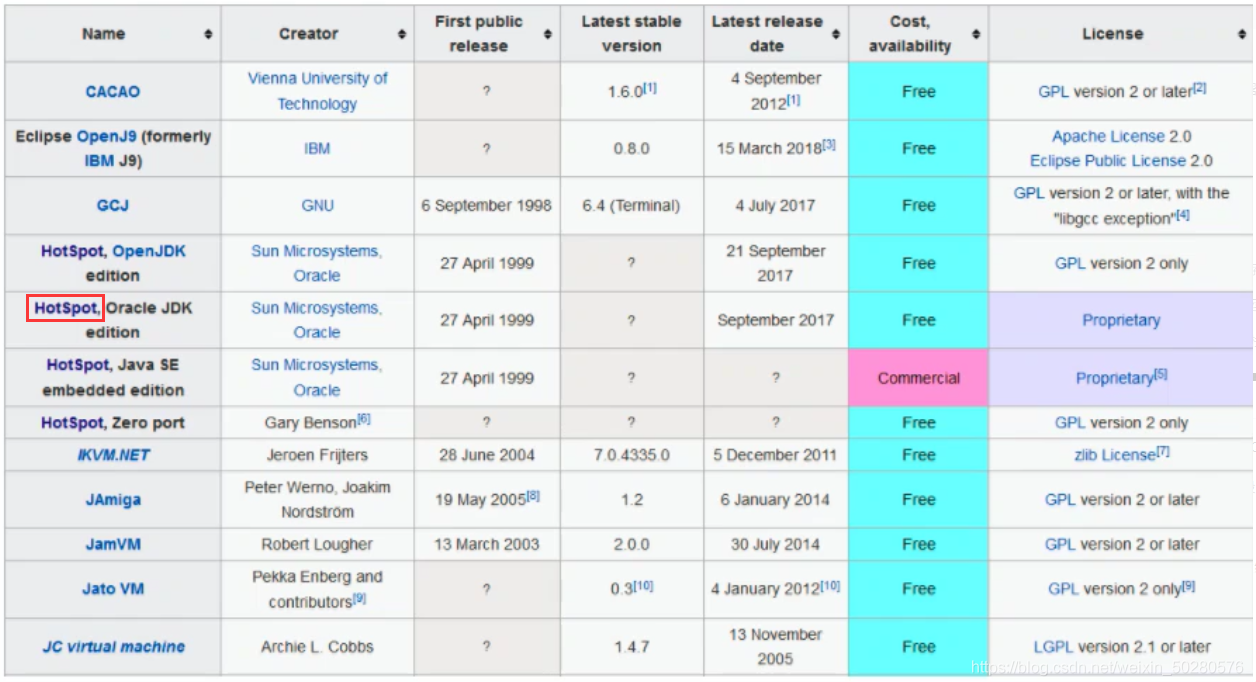 Name Creator First public release Latest stable version Latest release date Cost, availability License
CACAO Vienna University of Technology ? 1.6.0[1] 4 September 2012[1] Free GPL version 2 or later[2]
Eclipse OpenJ9 (formerly IBM J9) IBM ? 0.8.0 15 March 2018[3] Free Apache License 2.0 Eclipse Public License 2.0
GCJ GNU 6 September 1998 6.4 (Terminal) 4 July 2017 Free GPL version 2 or later, with the "libgcc exception"[4]
HotSpot, OpenJDK edition Sun Microsystems, Oracle 27 April 1999 ? 21 September 2017 Free GPL version 2 only
HotSpot, Oracle JDK edition Sun Microsystems, Oracle 27 April 1999 ? September 2017 Free Proprietary
HotSpot, Java SE embedded edition Sun Microsystems, Oracle 27 April 1999 ? ? Commercial Proprietary[5]
HotSpot, Zero port Gary Benson[6] ? ? ? Free GPL version 2 only
IKVM.NET Jeroen Frijters 28 June 2004 7.0.4335.0 5 December 2011 Free zlib License[7]
JAmiga Peter Werno, Joakim Nordström 19 May 2005[8] 1.2 6 January 2014 Free GPL version 2 or later
JamVM Robert Lougher 13 March 2003 2.0.0 30 July 2014 Free GPL version 2 or later
Jato VM Pekka Enberg and contributors[9] ? 0.3[10] 4 January 2012[10] Free GPL version 2 only[9]
JC virtual machine Archie L. Cobbs ? 1.4.7 13 November 2005 Free LGPL version 2.1 or later
https://blog.csdn.net/weixin_50280576